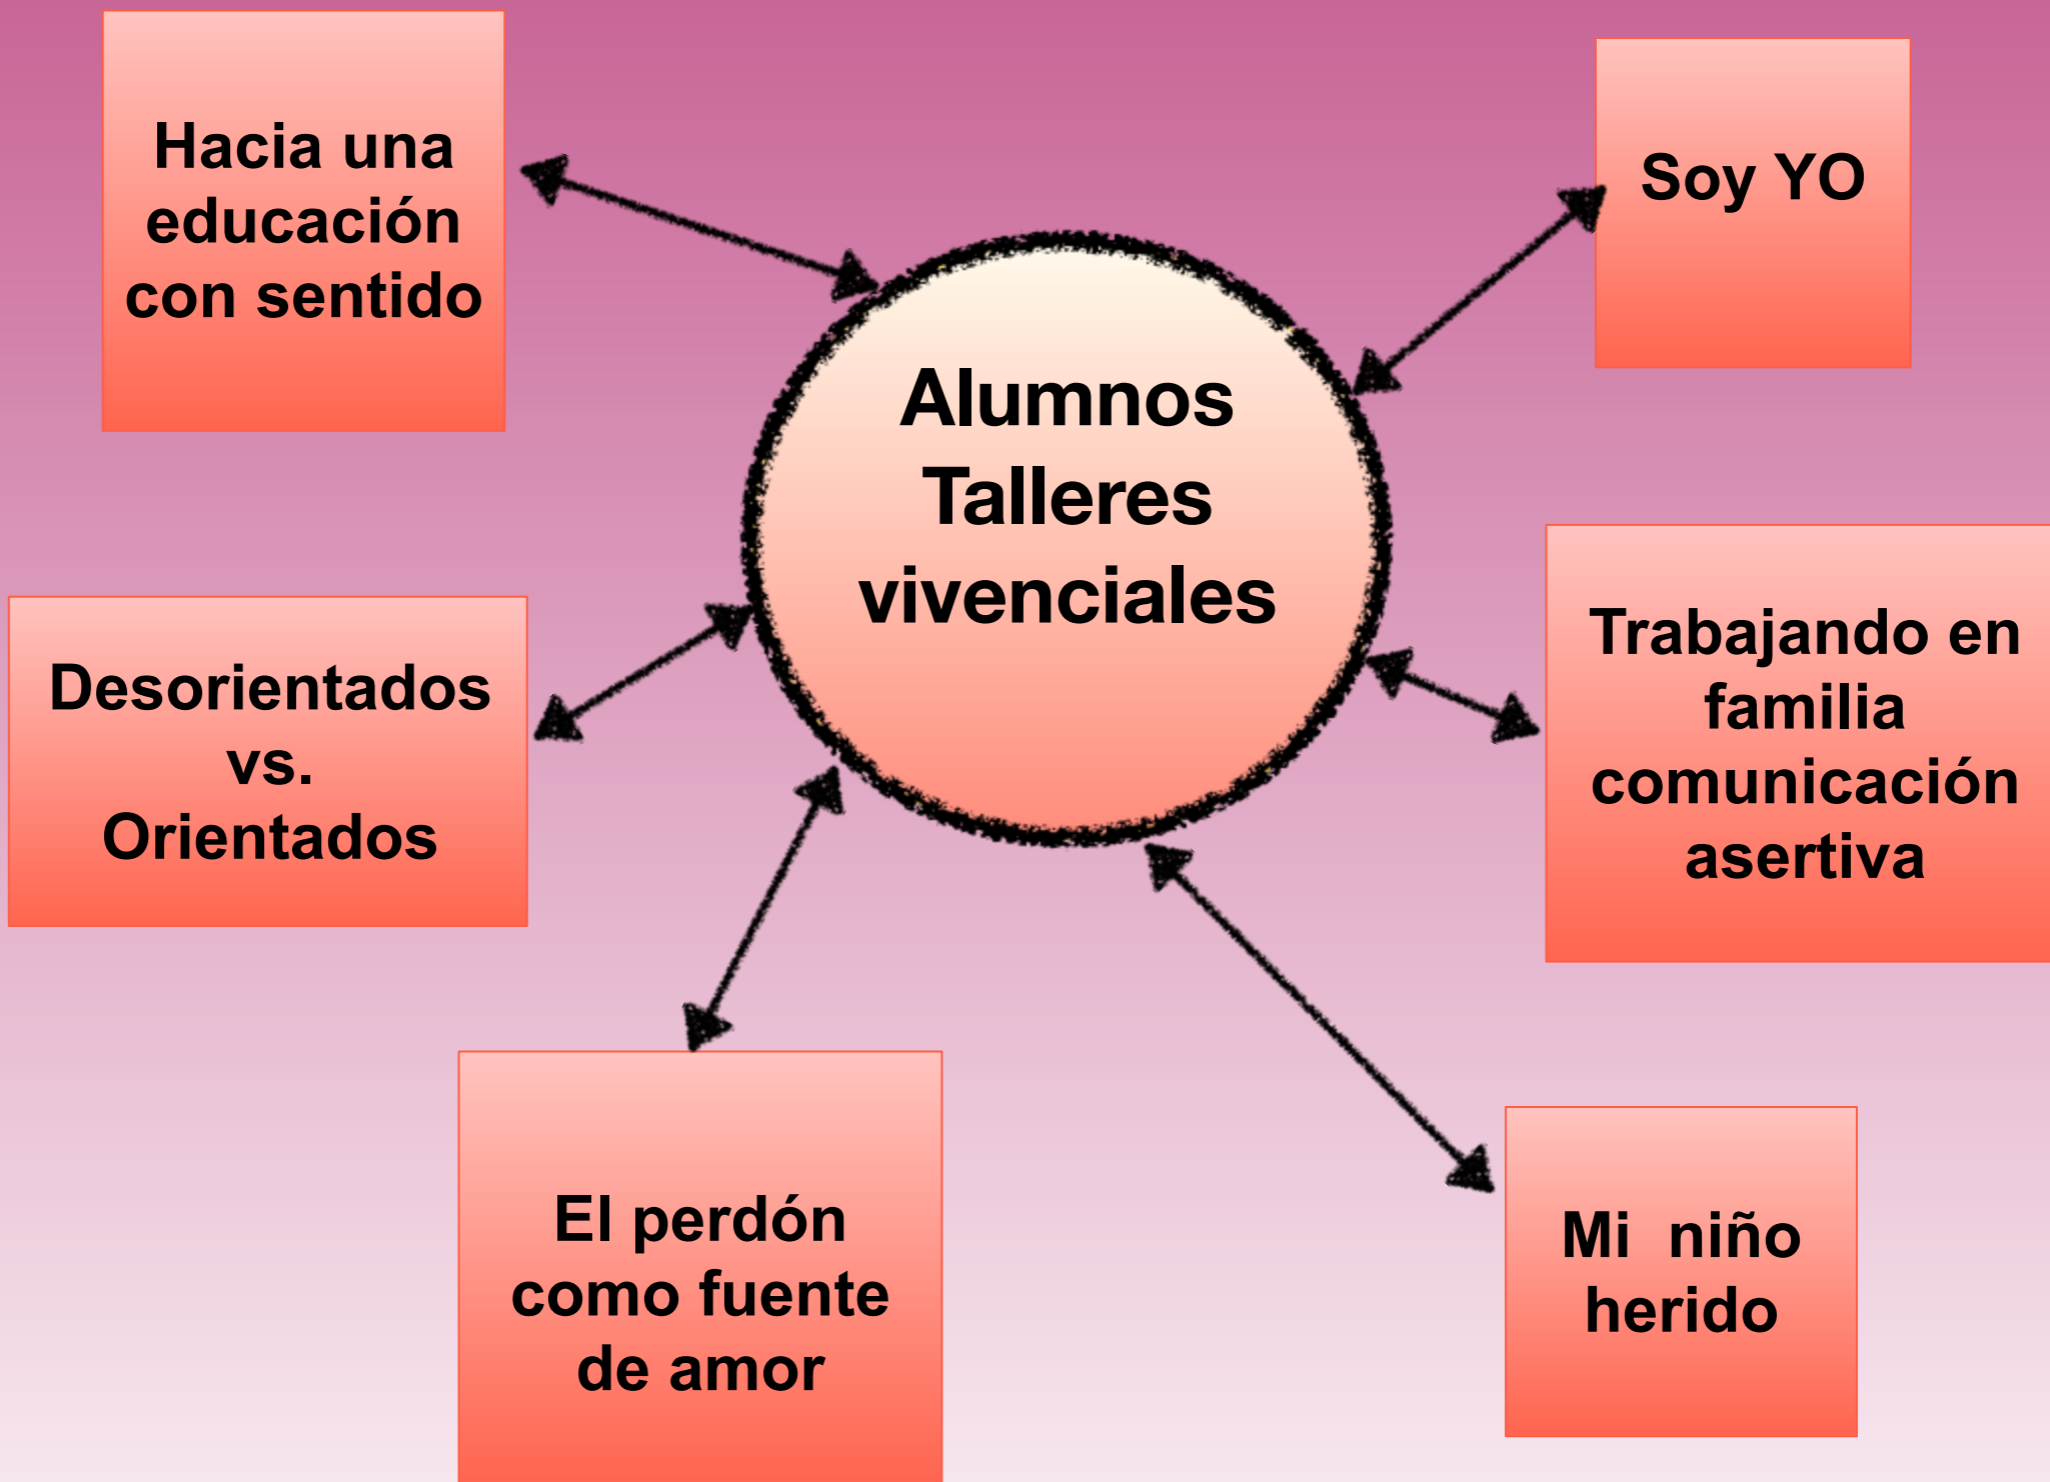 Hacia una
educación
con sentido
Soy YO
Alumnos
Talleres
vivenciales
Desorientados
vs.
Orientados
Trabajando en
familia
comunicación
asertiva
El perdón
como fuente
de amor
Mi  niño
herido